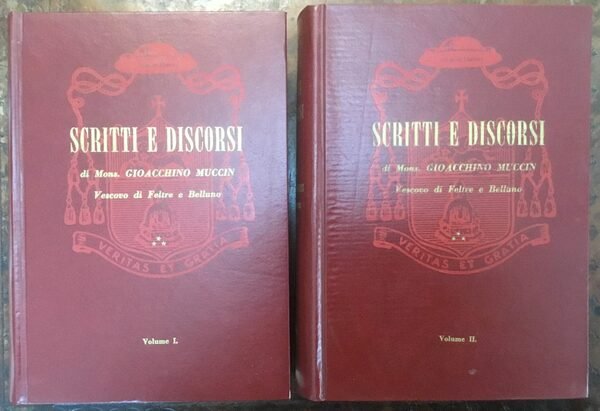 SCRITTI E DISCORSI
di Mons. GIOACCHINO MUCCIN
Vescovo di Feltre e Belluno
VERITAS ET GRATIA
Volume I.
SCRITTI E DISCORSI
di Mons. GIOACCHINO MUCCIN
Vescovo di Feltre e Belluno
VERITAS ET GRATIA
Volume II.